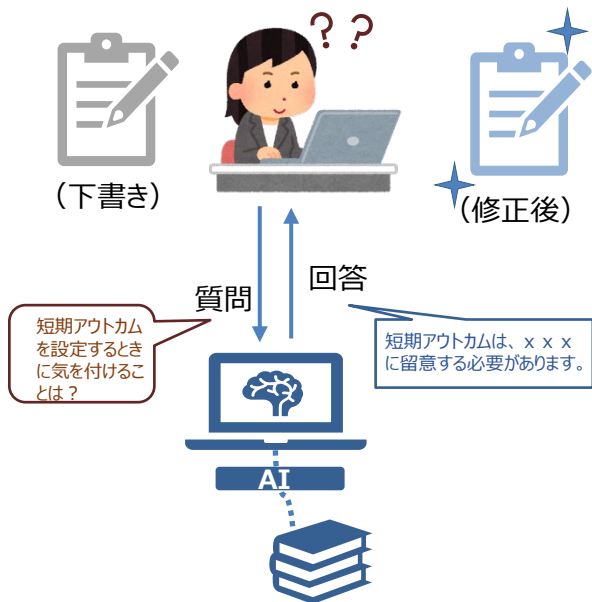 ??
(下書き)
(修正後)
質問
回答
短期アウトカム
を設定するとき
に気を付けるこ
とは?
短期アウトカムは、x x x
に留意する必要があります。
AI